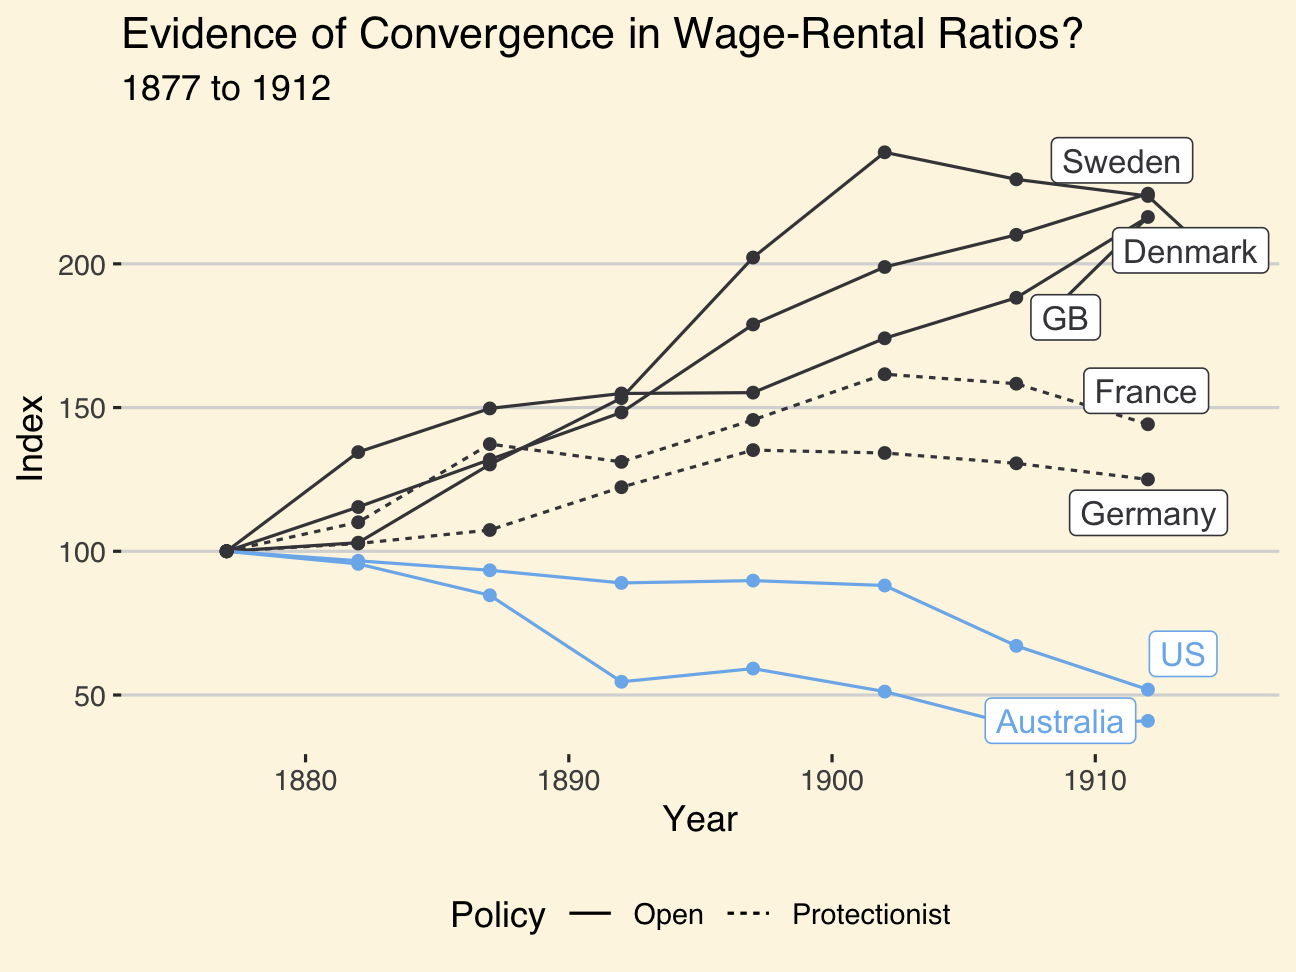 Evidence of Convergence in Wage-Rental Ratios?
1877 to 1912
Sweden
Denmark
GB
France
Germany
US
Australia
Index
200
150
100
50
1880 1890 1900 1910
Year
Policy Open Protectionist